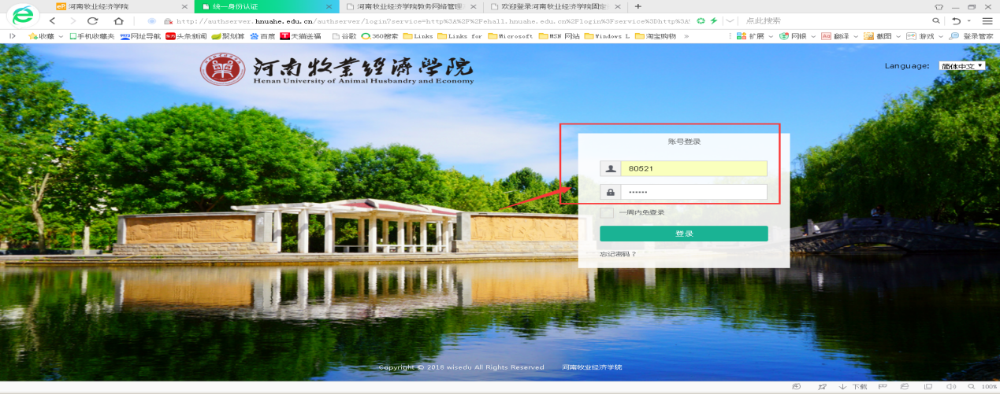 河南牧业经济学院
统一身份认证
河南牧业经济学院教务网络管理
欢迎登录河南牧业经济学院固定
http://authserver.hnuahe.edu.cn/authserver/login?service=http%3A%2F%2Fehall.hnuahe.edu.cn%2Flogin%3Fservice%3Dhttp%3A%
点此搜索
收藏 手机收藏夹 网址导航 头条新闻 聚划算 百度 天猫送福 谷歌 360搜索 Links Links for Microsoft MSN 网站 Windows L 淘宝购物 » 扩展 网银 翻译 截图 游戏 登录管家
河南牧業經濟學院
Henan University of Animal Husbandry and Economy
Language: 简体中文
账号登录
80521
••••••
一周内免登录
登录
忘记密码？
Copyright © 2018 wisedu All Rights Reserved 河南牧业经济学院
下载 100%